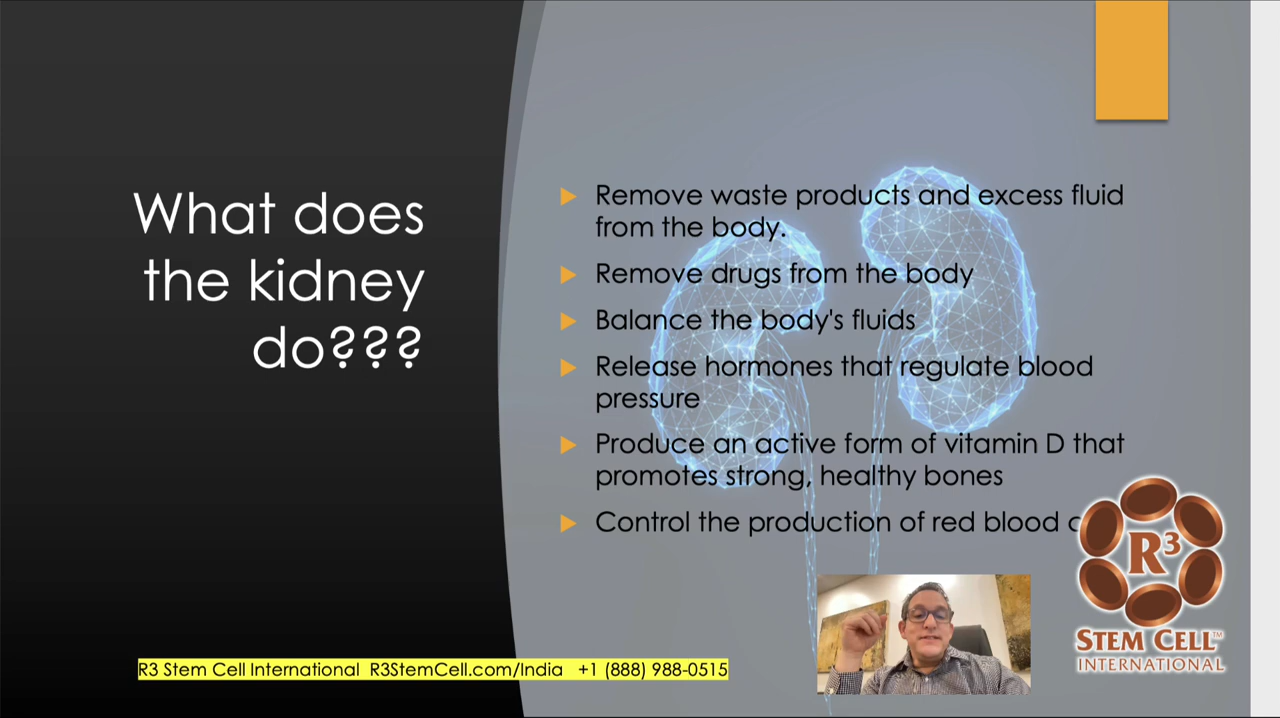 What does
the kidney
do???
Remove waste products and excess fluid
from the body.
Remove drugs from the body
Balance the body's fluids
Release hormones that regulate blood
pressure
Produce an active form of vitamin D that
promotes strong, healthy bones
Control the production of red blood
R3 Stem Cell International R3StemCell.com/India +1 (888) 988-0515
R³
STEM CELL™
INTERNATIONAL